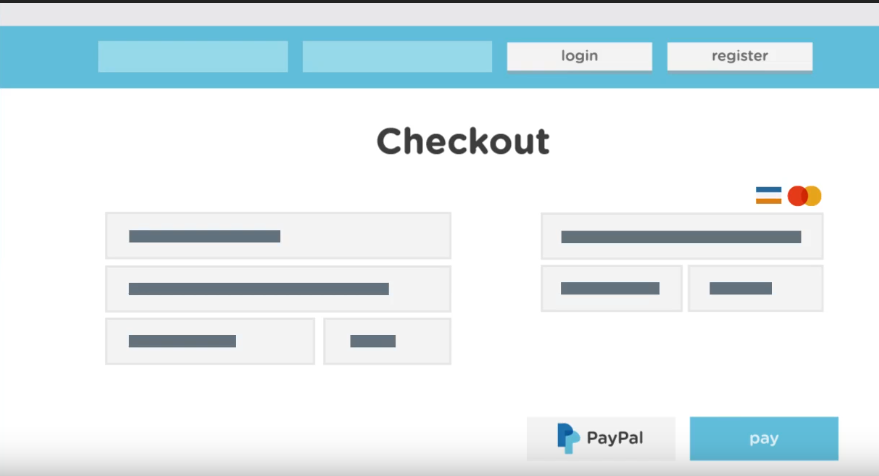 login
register
Checkout
PayPal
pay